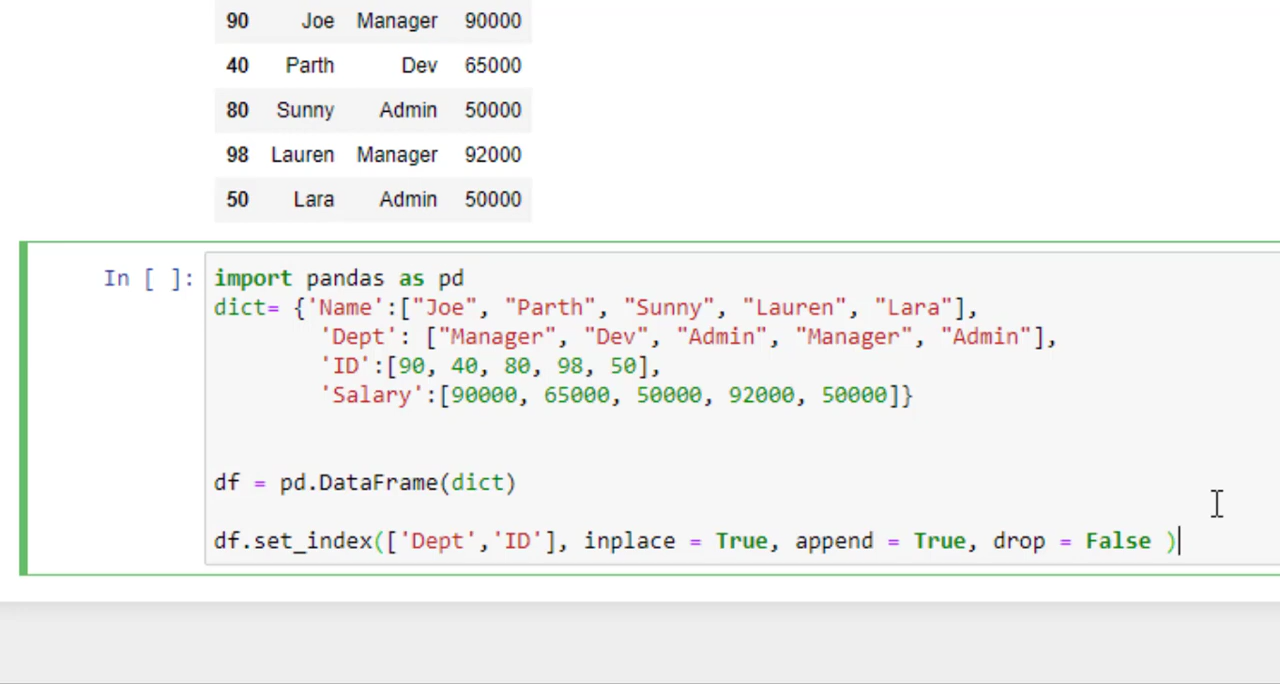 90 Joe Manager 90000
40 Parth Dev 65000
80 Sunny Admin 50000
98 Lauren Manager 92000
50 Lara Admin 50000
In [ ]: import pandas as pd
dict= {'Name':["Joe", "Parth", "Sunny", "Lauren", "Lara"],
'Dept': ["Manager", "Dev", "Admin", "Manager", "Admin"],
'ID':[90, 40, 80, 98, 50],
'Salary':[90000, 65000, 50000, 92000, 50000]}
df = pd.DataFrame(dict)
df.set_index(['Dept','ID'], inplace = True, append = True, drop = False )